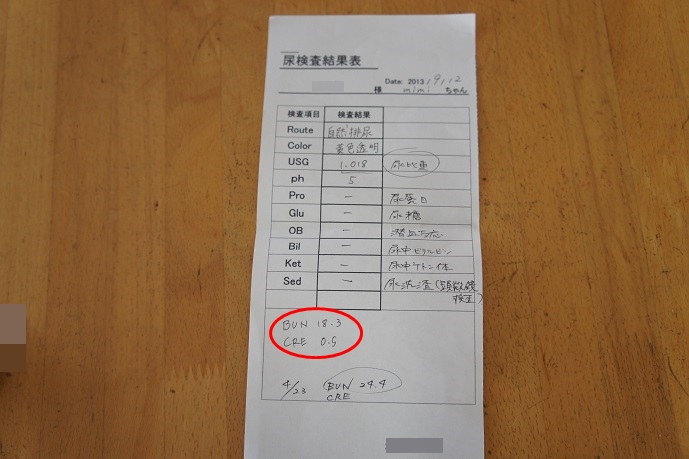 尿検査結果表
Date: 2013/9/12
様 mimi ちゃん
検査項目 検査結果
Route 自然排尿
Color 黄色透明
USG 1.018 尿比重
ph 5
Pro - 尿蛋白
Glu - 尿糖
OB - 潜血反応
Bil - 尿中ビリルビン
Ket - 尿中ケトン体
Sed - 尿沈渣(顕微鏡
検査)
BUN 18.3
CRE 0.5
4/23 BUN 24.4
CRE